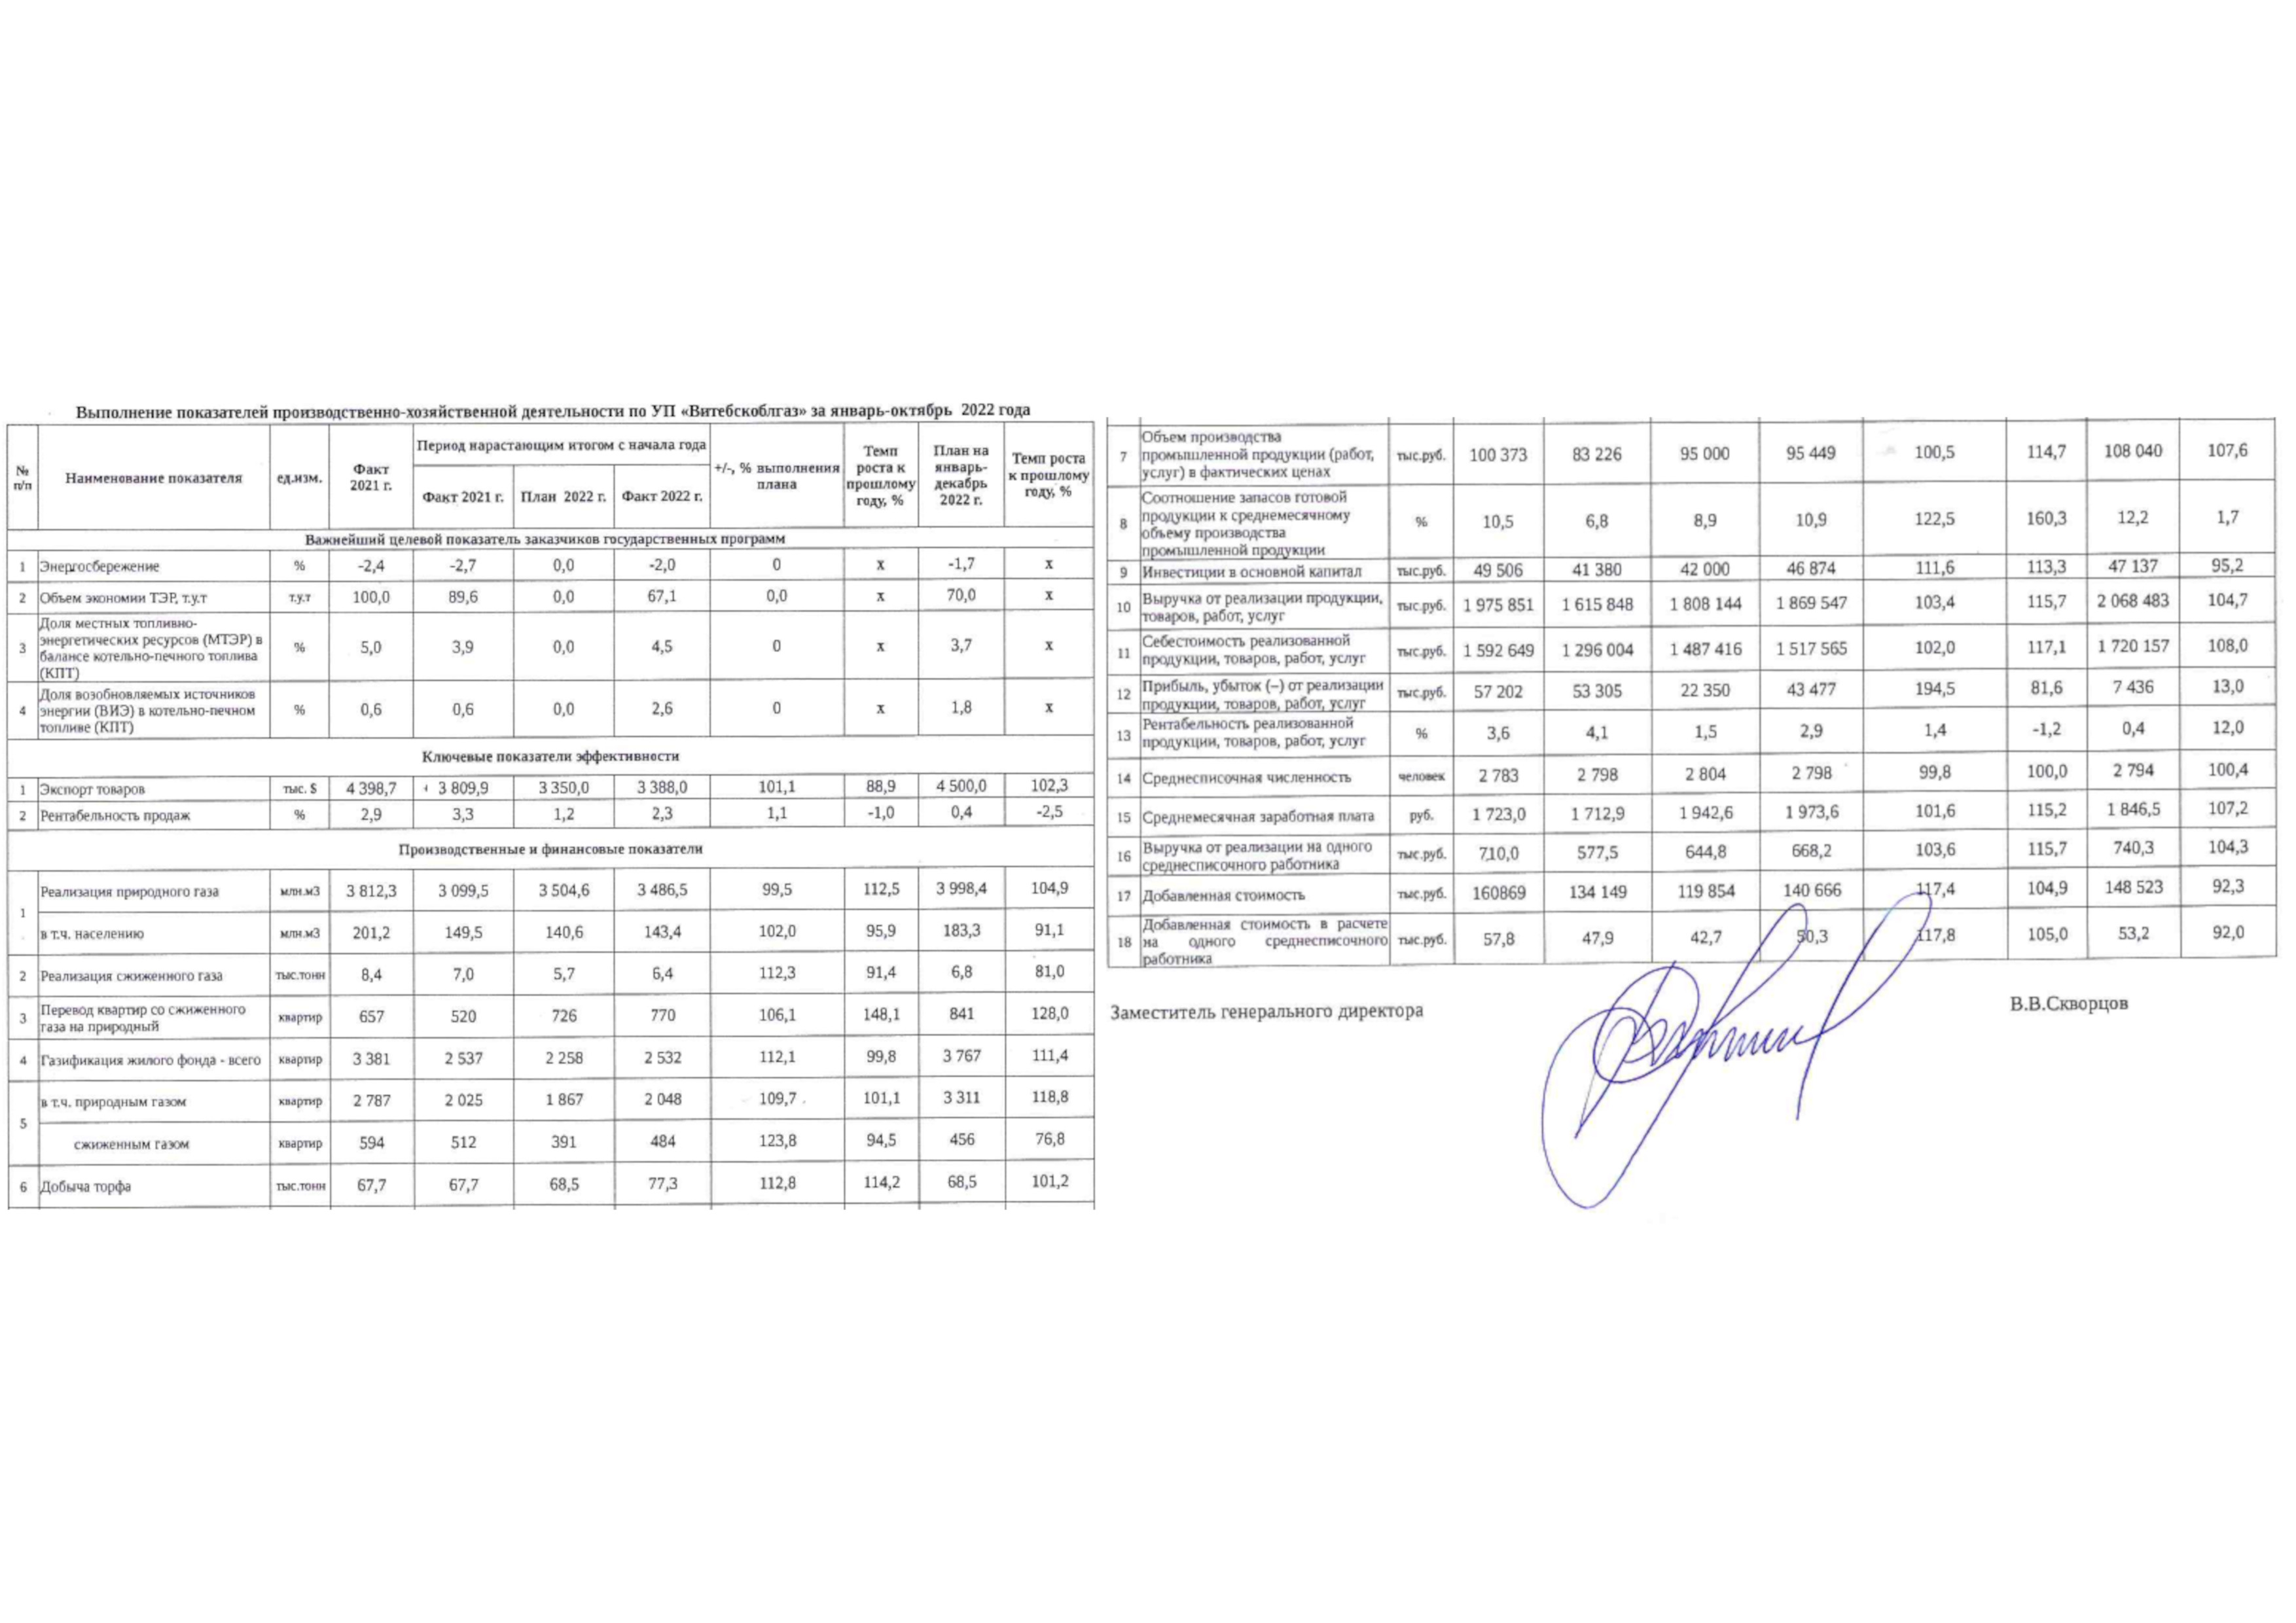 Выполнение показателей производственно-хозяйственной деятельности по УП «Витебскоблгаз» за январь-октябрь 2022 года
№ п/п Наименование показателя ед.изм. Факт 2021 г. Период нарастающим итогом с начала года +/-, % выполнения плана Темп роста к прошлому году, % План на январь-декабрь 2022 г. Темп роста к прошлому году, %
Факт 2021 г. План 2022 г. Факт 2022 г.
Важнейший целевой показатель заказчиков государственных программ
1 Энергосбережение % -2,4 -2,7 0,0 -2,0 0 х -1,7 х
2 Объем экономии ТЭР, т.у.т т.у.т 100,0 89,6 0,0 67,1 0,0 х 70,0 х
Доля местных топливно-
энергетических ресурсов (МТЭР) в
3 балансе котельно-печного топлива % 5,0 3,9 0,0 4,5 0 х 3,7 х
(КПТ)
Доля возобновляемых источников
4 энергии (ВИЭ) в котельно-печном % 0,6 0,6 0,0 2,6 0 х 1,8 х
топливе (КПТ)
Ключевые показатели эффективности
1 Экспорт товаров тыс. $ 4 398,7 3 809,9 3 350,0 3 388,0 101,1 88,9 4 500,0 102,3
2 Рентабельность продаж % 2,9 3,3 1,2 2,3 1,1 -1,0 0,4 -2,5
Производственные и финансовые показатели
1 Реализация природного газа млн.м3 3 812,3 3 099,5 3 504,6 3 486,5 99,5 112,5 3 998,4 104,9
в т.ч. населению млн.м3 201,2 149,5 140,6 143,4 102,0 95,9 183,3 91,1
2 Реализация сжиженного газа тыс.тонн 8,4 7,0 5,7 6,4 112,3 91,4 6,8 81,0
3 Перевод квартир со сжиженного
газа на природный квартир 657 520 726 770 106,1 148,1 841 128,0
4 Газификация жилого фонда - всего квартир 3 381 2 537 2 258 2 532 112,1 99,8 3 767 111,4
5 в т.ч. природным газом квартир 2 787 2 025 1 867 2 048 109,7 101,1 3 311 118,8
сжиженным газом квартир 594 512 391 484 123,8 94,5 456 76,8
6 Добыча торфа тыс.тонн 67,7 67,7 68,5 77,3 112,8 114,2 68,5 101,2
Объем производства
7 промышленной продукции (работ, тыс.руб. 100 373 83 226 95 000 95 449 100,5 114,7 108 040 107,6
услуг) в фактических ценах
Соотношение запасов готовой
8 продукции к среднемесячному % 10,5 6,8 8,9 10,9 122,5 160,3 12,2 1,7
объему производства
промышленной продукции
9 Инвестиции в основной капитал тыс.руб. 49 506 41 380 42 000 46 874 111,6 113,3 47 137 95,2
10 Выручка от реализации продукции, тыс.руб. 1 975 851 1 615 848 1 808 144 1 869 547 103,4 115,7 2 068 483 104,7
товаров, работ, услуг
11 Себестоимость реализованной тыс.руб. 1 592 649 1 296 004 1 487 416 1 517 565 102,0 117,1 1 720 157 108,0
продукции, товаров, работ, услуг
12 Прибыль, убыток (–) от реализации тыс.руб. 57 202 53 305 22 350 43 477 194,5 81,6 7 436 13,0
продукции, товаров, работ, услуг
13 Рентабельность реализованной % 3,6 4,1 1,5 2,9 1,4 -1,2 0,4 12,0
продукции, товаров, работ, услуг
14 Среднесписочная численность человек 2 783 2 798 2 804 2 798 99,8 100,0 2 794 100,4
15 Среднемесячная заработная плата руб. 1 723,0 1 712,9 1 942,6 1 973,6 101,6 115,2 1 846,5 107,2
16 Выручка от реализации на одного тыс.руб. 710,0 577,5 644,8 668,2 103,6 115,7 740,3 104,3
среднесписочного работника
17 Добавленная стоимость тыс.руб. 160869 134 149 119 854 140 666 117,4 104,9 148 523 92,3
Добавленная стоимость в расчете
18 на одного среднесписочного тыс.руб. 57,8 47,9 42,7 50,3 117,8 105,0 53,2 92,0
работника
Заместитель генерального директора В.В.Скворцов